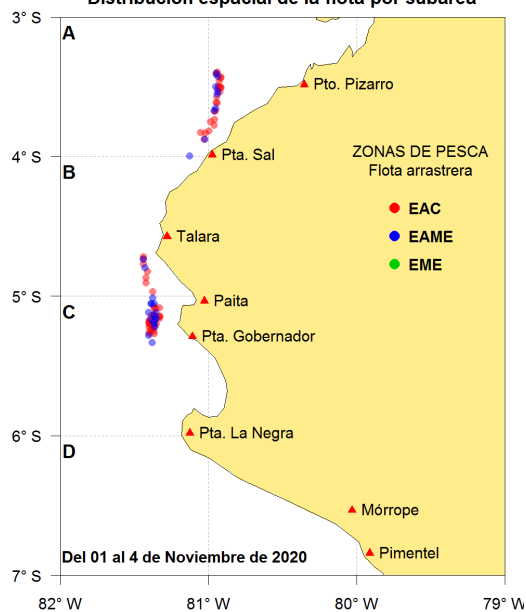 Distribución espacial de la flota por subárea
3° S
A
Pto. Pizarro
ZONAS DE PESCA
Flota arrastrera
4° S
Pta. Sal
B
EAC
Talara
EAME
EME
5° S
Paita
C
Pta. Gobernador
6° S
Pta. La Negra
D
Mórrope
Del 01 al 4 de Noviembre de 2020
Pimentel
7° S
82° W
81° W
80° W
79° W